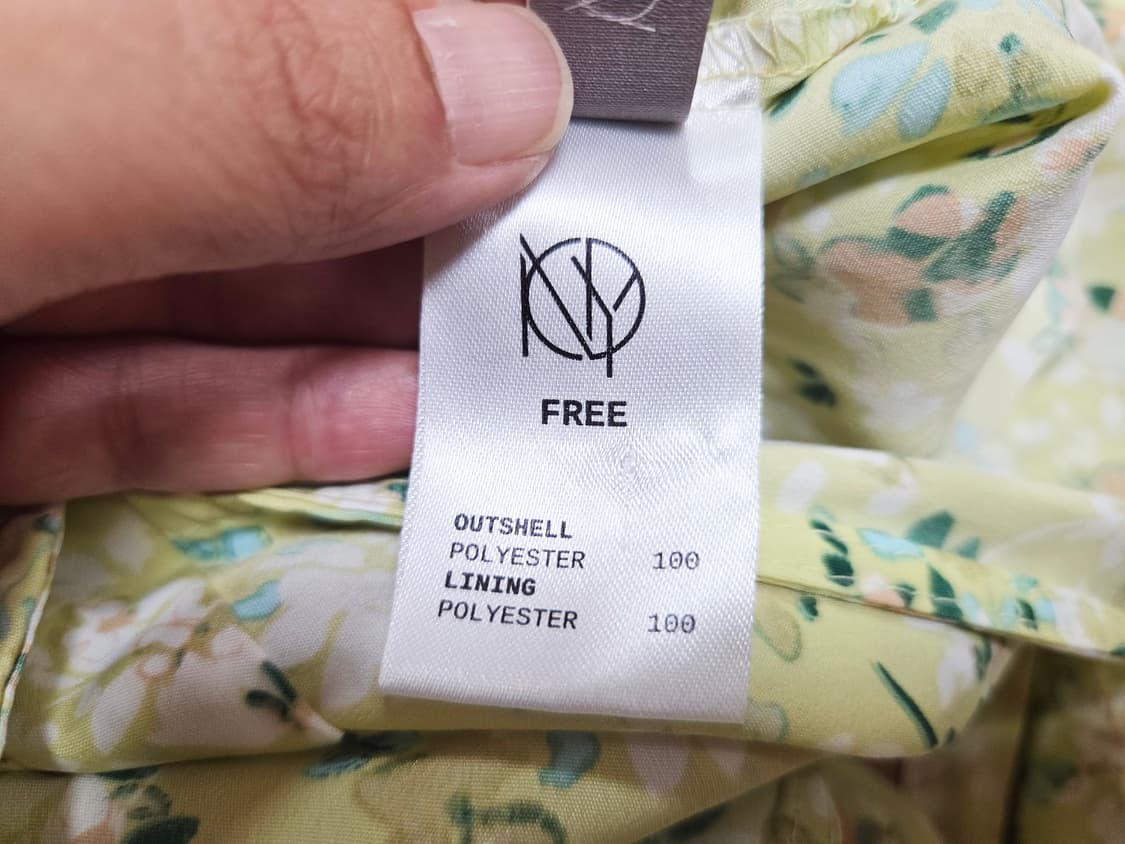 FREE
OUTSHELL
POLYESTER 100
LINING
POLYESTER 100